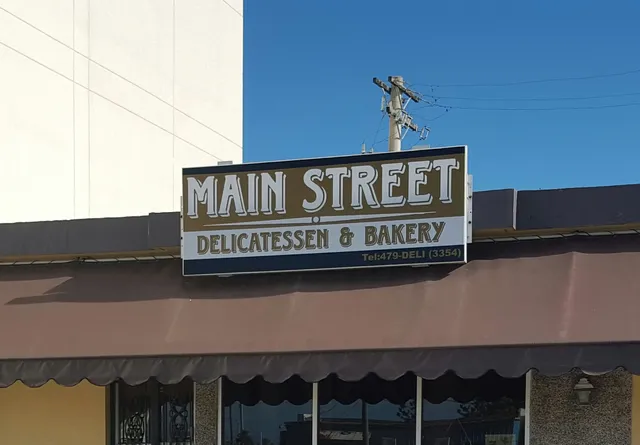 MAIN STREET
DELICATESSEN & BAKERY
Tel:479-DELI (3354)